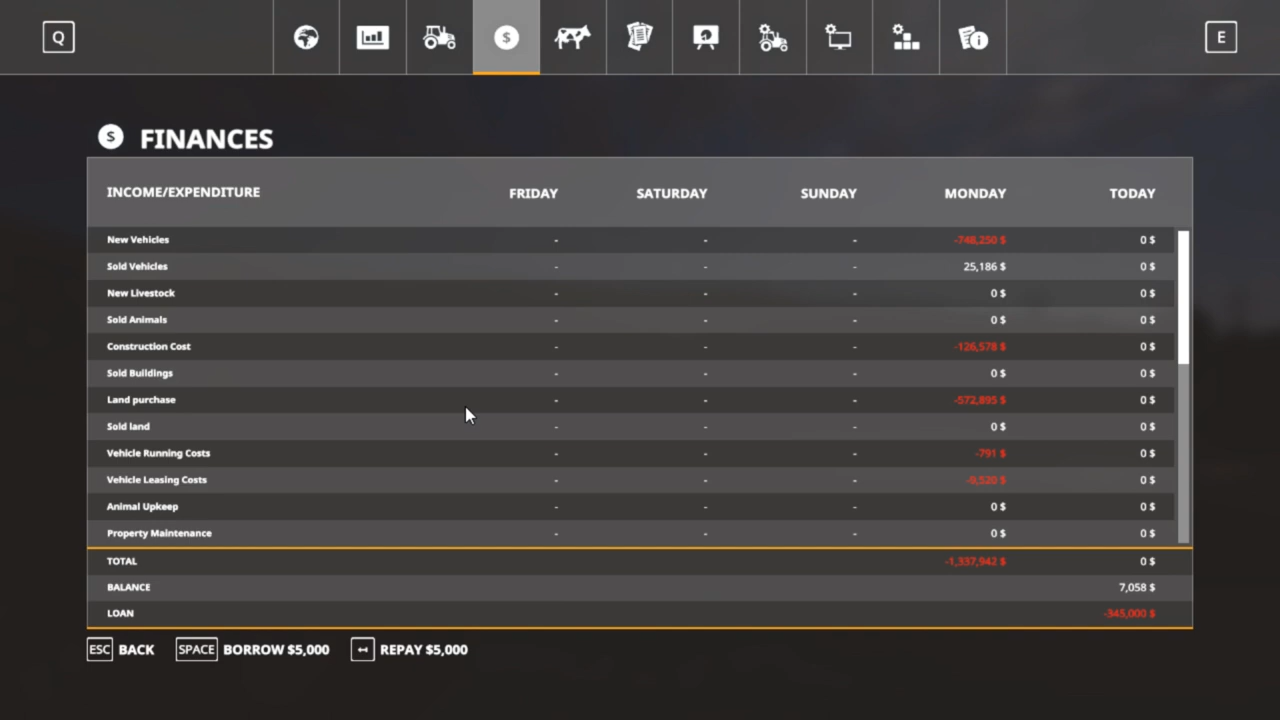 Q E
FINANCES
INCOME/EXPENDITURE FRIDAY SATURDAY SUNDAY MONDAY TODAY
New Vehicles - - - -748,250 $ 0 $
Sold Vehicles - - - 25,186 $ 0 $
New Livestock - - - 0 $ 0 $
Sold Animals - - - 0 $ 0 $
Construction Cost - - - -126,578 $ 0 $
Sold Buildings - - - 0 $ 0 $
Land purchase - - - -572,895 $ 0 $
Sold land - - - 0 $ 0 $
Vehicle Running Costs - - - -791 $ 0 $
Vehicle Leasing Costs - - - -9,520 $ 0 $
Animal Upkeep - - - 0 $ 0 $
Property Maintenance - - - 0 $ 0 $
TOTAL -1,337,942 $ 0 $
BALANCE 7,058 $
LOAN -345,000 $
ESC BACK SPACE BORROW $5,000 REPAY $5,000